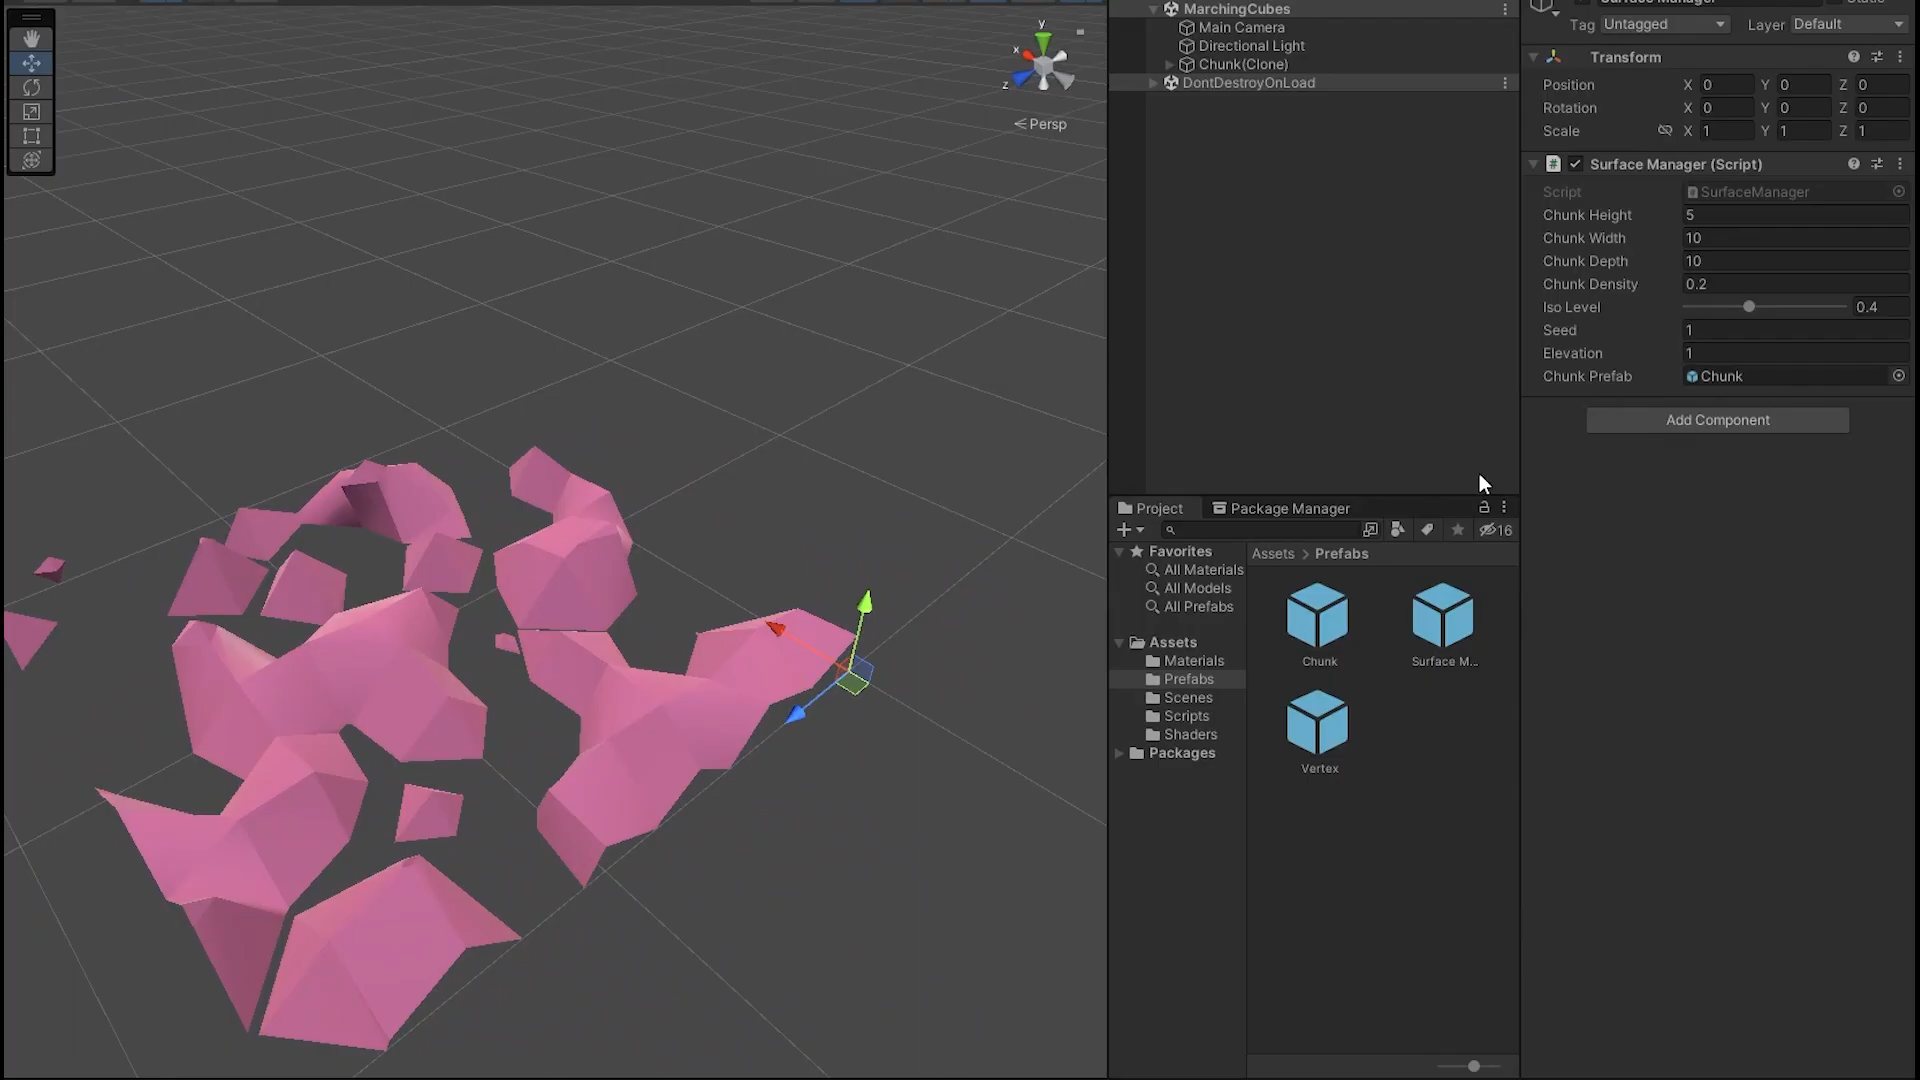 y
x
z
Persp
MarchingCubes
Main Camera
Directional Light
Chunk(Clone)
DontDestroyOnLoad
Surface Manager
Static
Tag Untagged Layer Default
Transform
Position X 0 Y 0 Z 0
Rotation X 0 Y 0 Z 0
Scale X 1 Y 1 Z 1
# Surface Manager (Script)
Script SurfaceManager
Chunk Height 5
Chunk Width 10
Chunk Depth 10
Chunk Density 0.2
Iso Level 0.4
Seed 1
Elevation 1
Chunk Prefab Chunk
Add Component
Project Package Manager
16
Favorites
All Materials
All Models
All Prefabs
Assets
Materials
Prefabs
Scenes
Scripts
Shaders
Packages
Assets > Prefabs
Chunk
Surface M...
Vertex